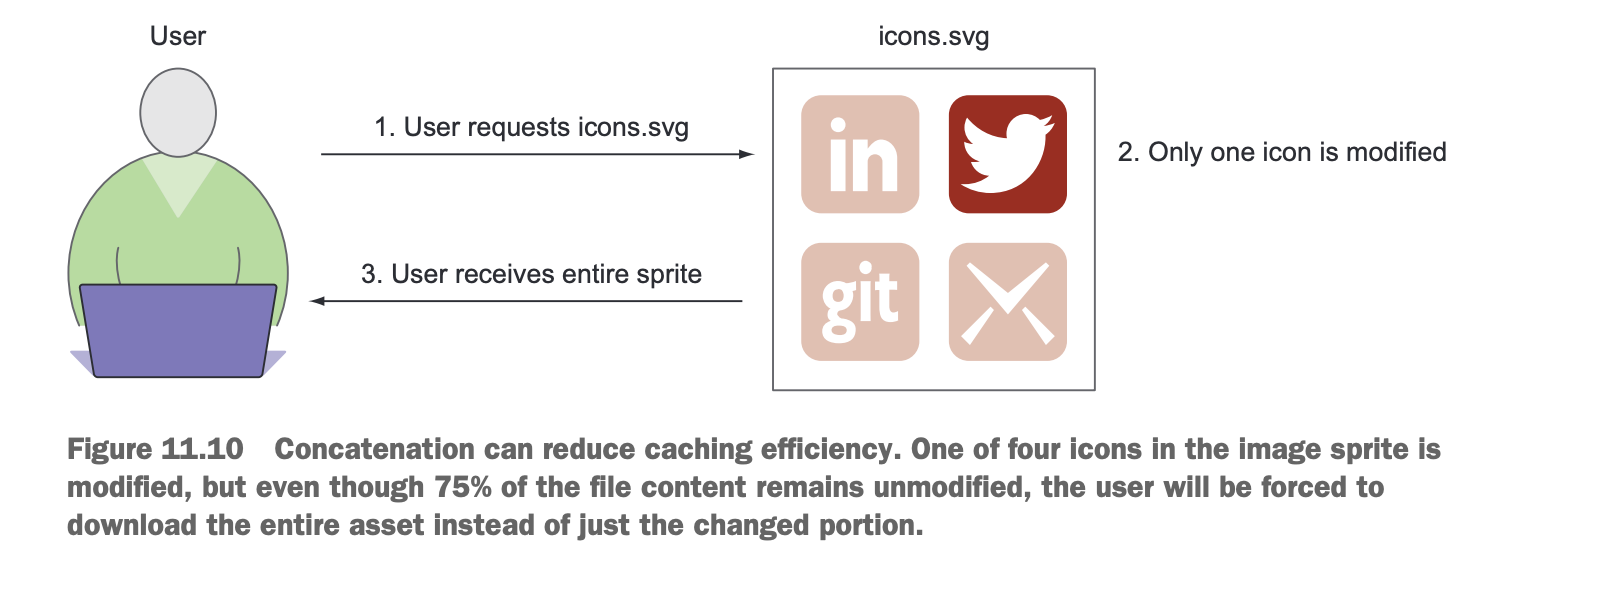 User
icons.svg
1. User requests icons.svg
in
2. Only one icon is modified
3. User receives entire sprite
git
Figure 11.10 Concatenation can reduce caching efficiency. One of four icons in the image sprite is
modified, but even though 75% of the file content remains unmodified, the user will be forced to
download the entire asset instead of just the changed portion.